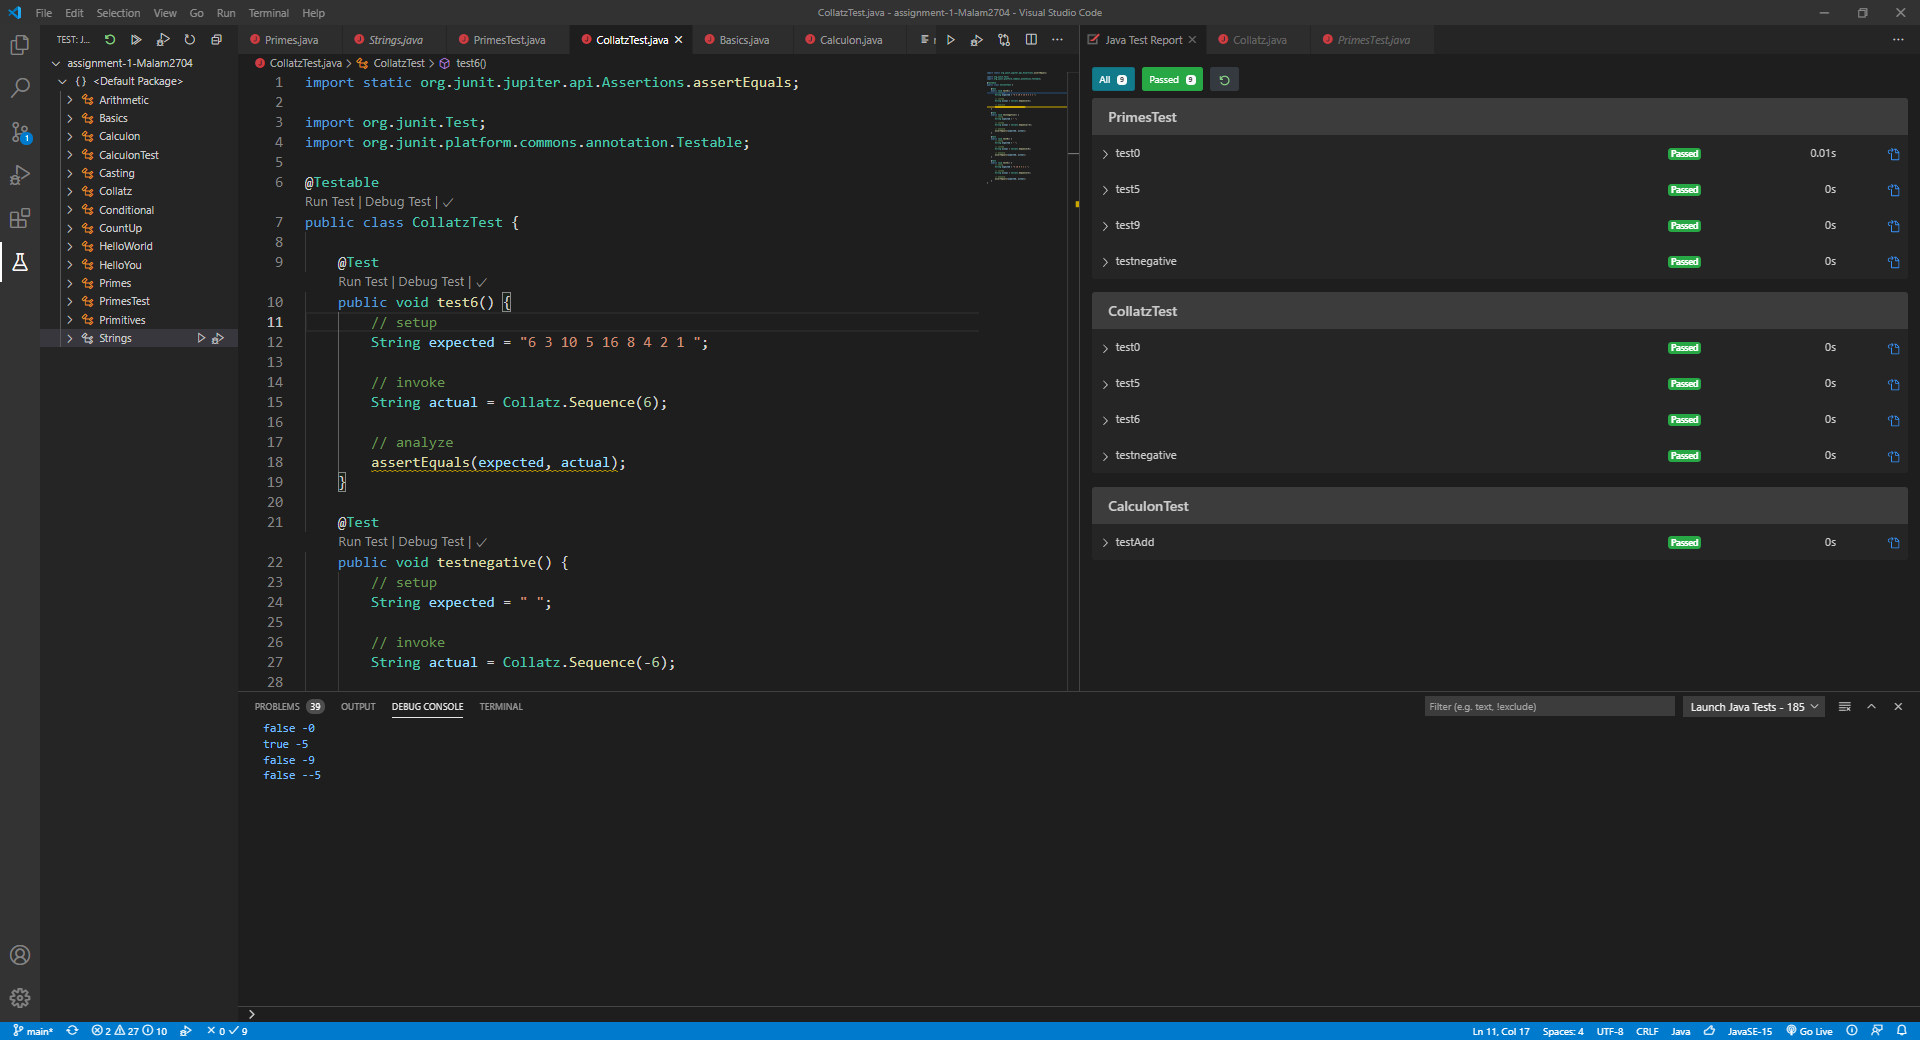 File Edit Selection View Go Run Terminal Help
CollatzTest.java - assignment-1-Malam2704 - Visual Studio Code
TEST: J...
Primes.java Strings.java PrimesTest.java CollatzTest.java Basics.java Calculon.java
Java Test Report Collatz.java PrimesTest.java
assignment-1-Malam2704
{} <Default Package>
Arithmetic
Basics
Calculon
CalculonTest
Casting
Collatz
Conditional
CountUp
HelloWorld
HelloYou
Primes
PrimesTest
Primitives
Strings
1
CollatzTest.java > CollatzTest > test6()
1 import static org.junit.jupiter.api.Assertions.assertEquals;
2
3 import org.junit.Test;
4 import org.junit.platform.commons.annotation.Testable;
5
6 @Testable
Run Test | Debug Test | ✓
7 public class CollatzTest {
8
9 @Test
Run Test | Debug Test | ✓
10 public void test6() {
11 // setup
12 String expected = "6 3 10 5 16 8 4 2 1 ";
13
14 // invoke
15 String actual = Collatz.Sequence(6);
16
17 // analyze
18 assertEquals(expected, actual);
19 }
20
21 @Test
Run Test | Debug Test | ✓
22 public void testnegative() {
23 // setup
24 String expected = " ";
25
26 // invoke
27 String actual = Collatz.Sequence(-6);
28
All 9 Passed 9
PrimesTest
test0 Passed 0.01s
test5 Passed 0s
test9 Passed 0s
testnegative Passed 0s
CollatzTest
test0 Passed 0s
test5 Passed 0s
test6 Passed 0s
testnegative Passed 0s
CalculonTest
testAdd Passed 0s
PROBLEMS 39 OUTPUT DEBUG CONSOLE TERMINAL
Filter (e.g. text, !exclude)
Launch Java Tests - 185
false -0
true -5
false -9
false --5
main* 2 27 10 0 9
Ln 11, Col 17 Spaces: 4 UTF-8 CRLF Java JavaSE-15 Go Live